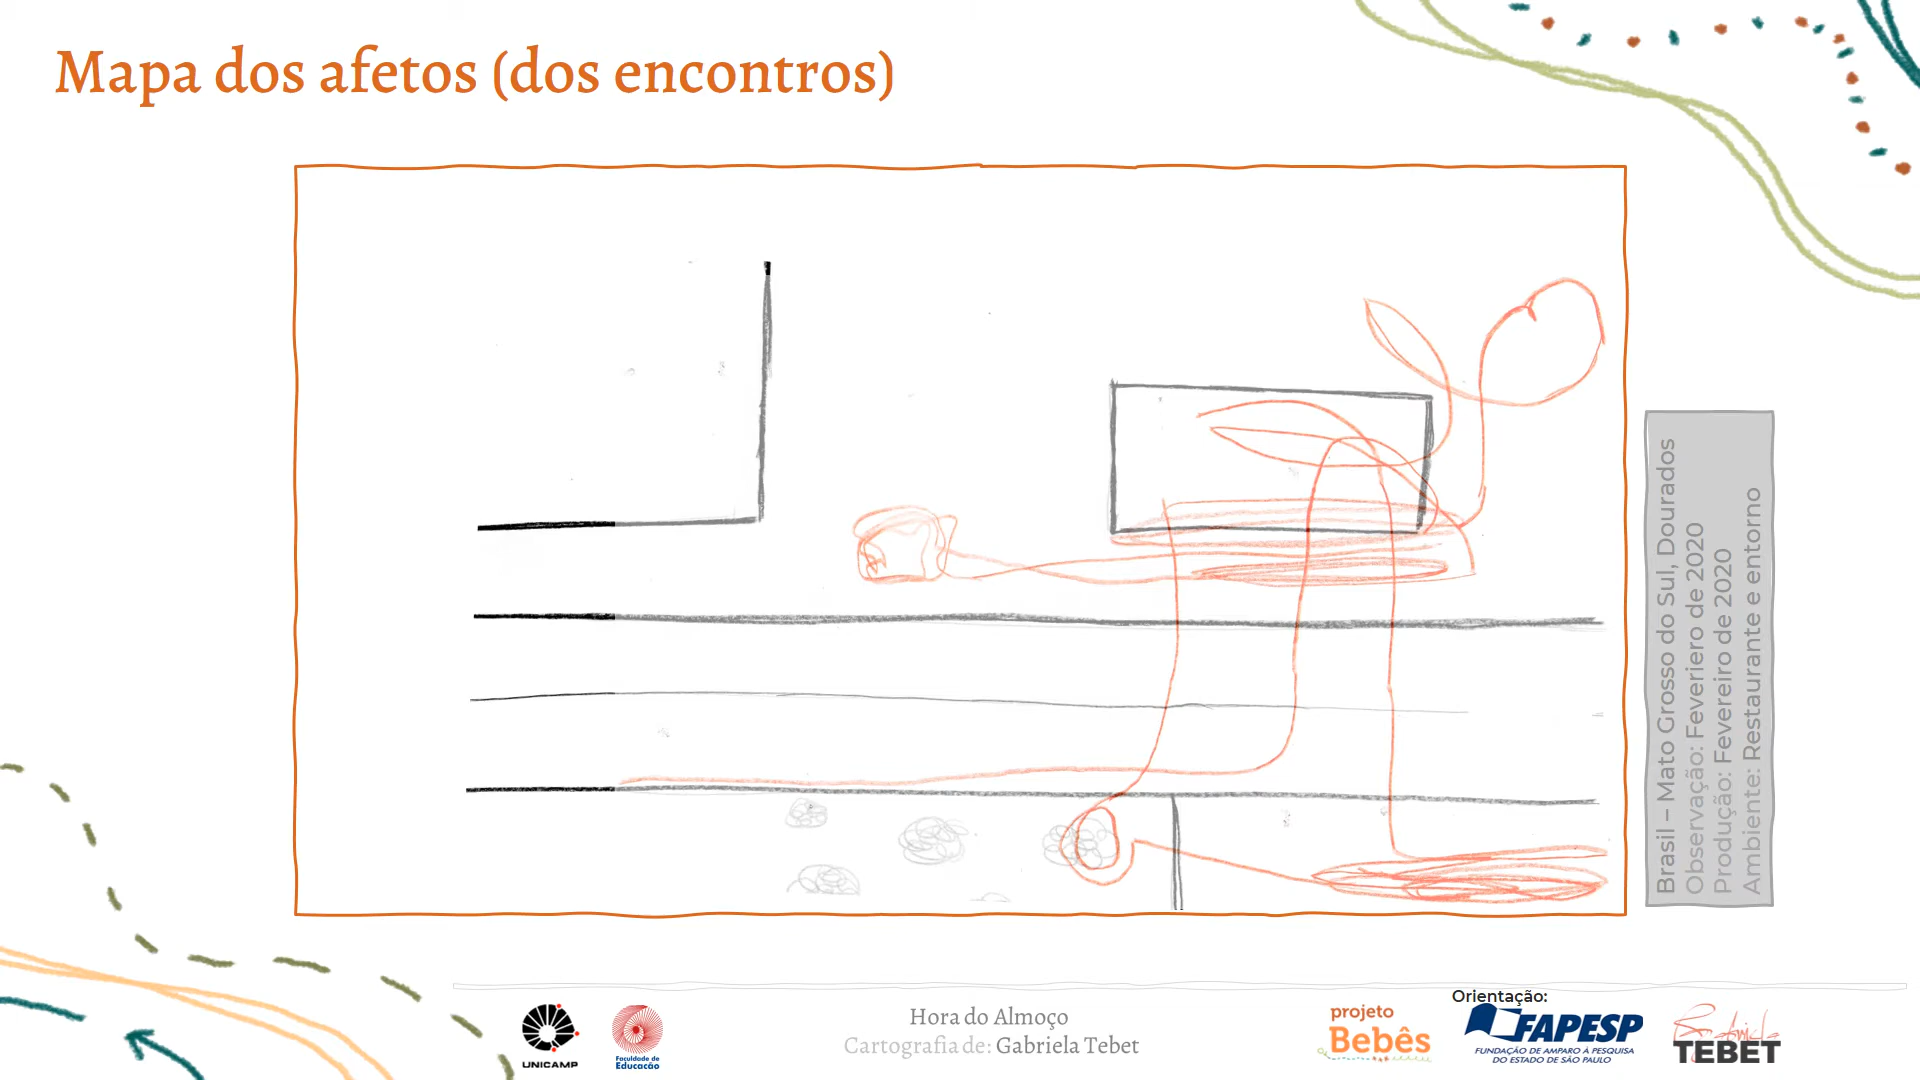 Mapa dos afetos (dos encontros)
Brasil – Mato Grosso do Sul, Dourados
Observação: Feveriero de 2020
Produção: Fevereiro de 2020
Ambiente: Restaurante e entorno
UNICAMP
Faculdade de
Educação
Hora do Almoço
Cartografia de: Gabriela Tebet
projeto
Bebês
Orientação:
FAPESP
FUNDAÇÃO DE AMPARO À PESQUISA
DO ESTADO DE SÃO PAULO
Gabriela
TEBET